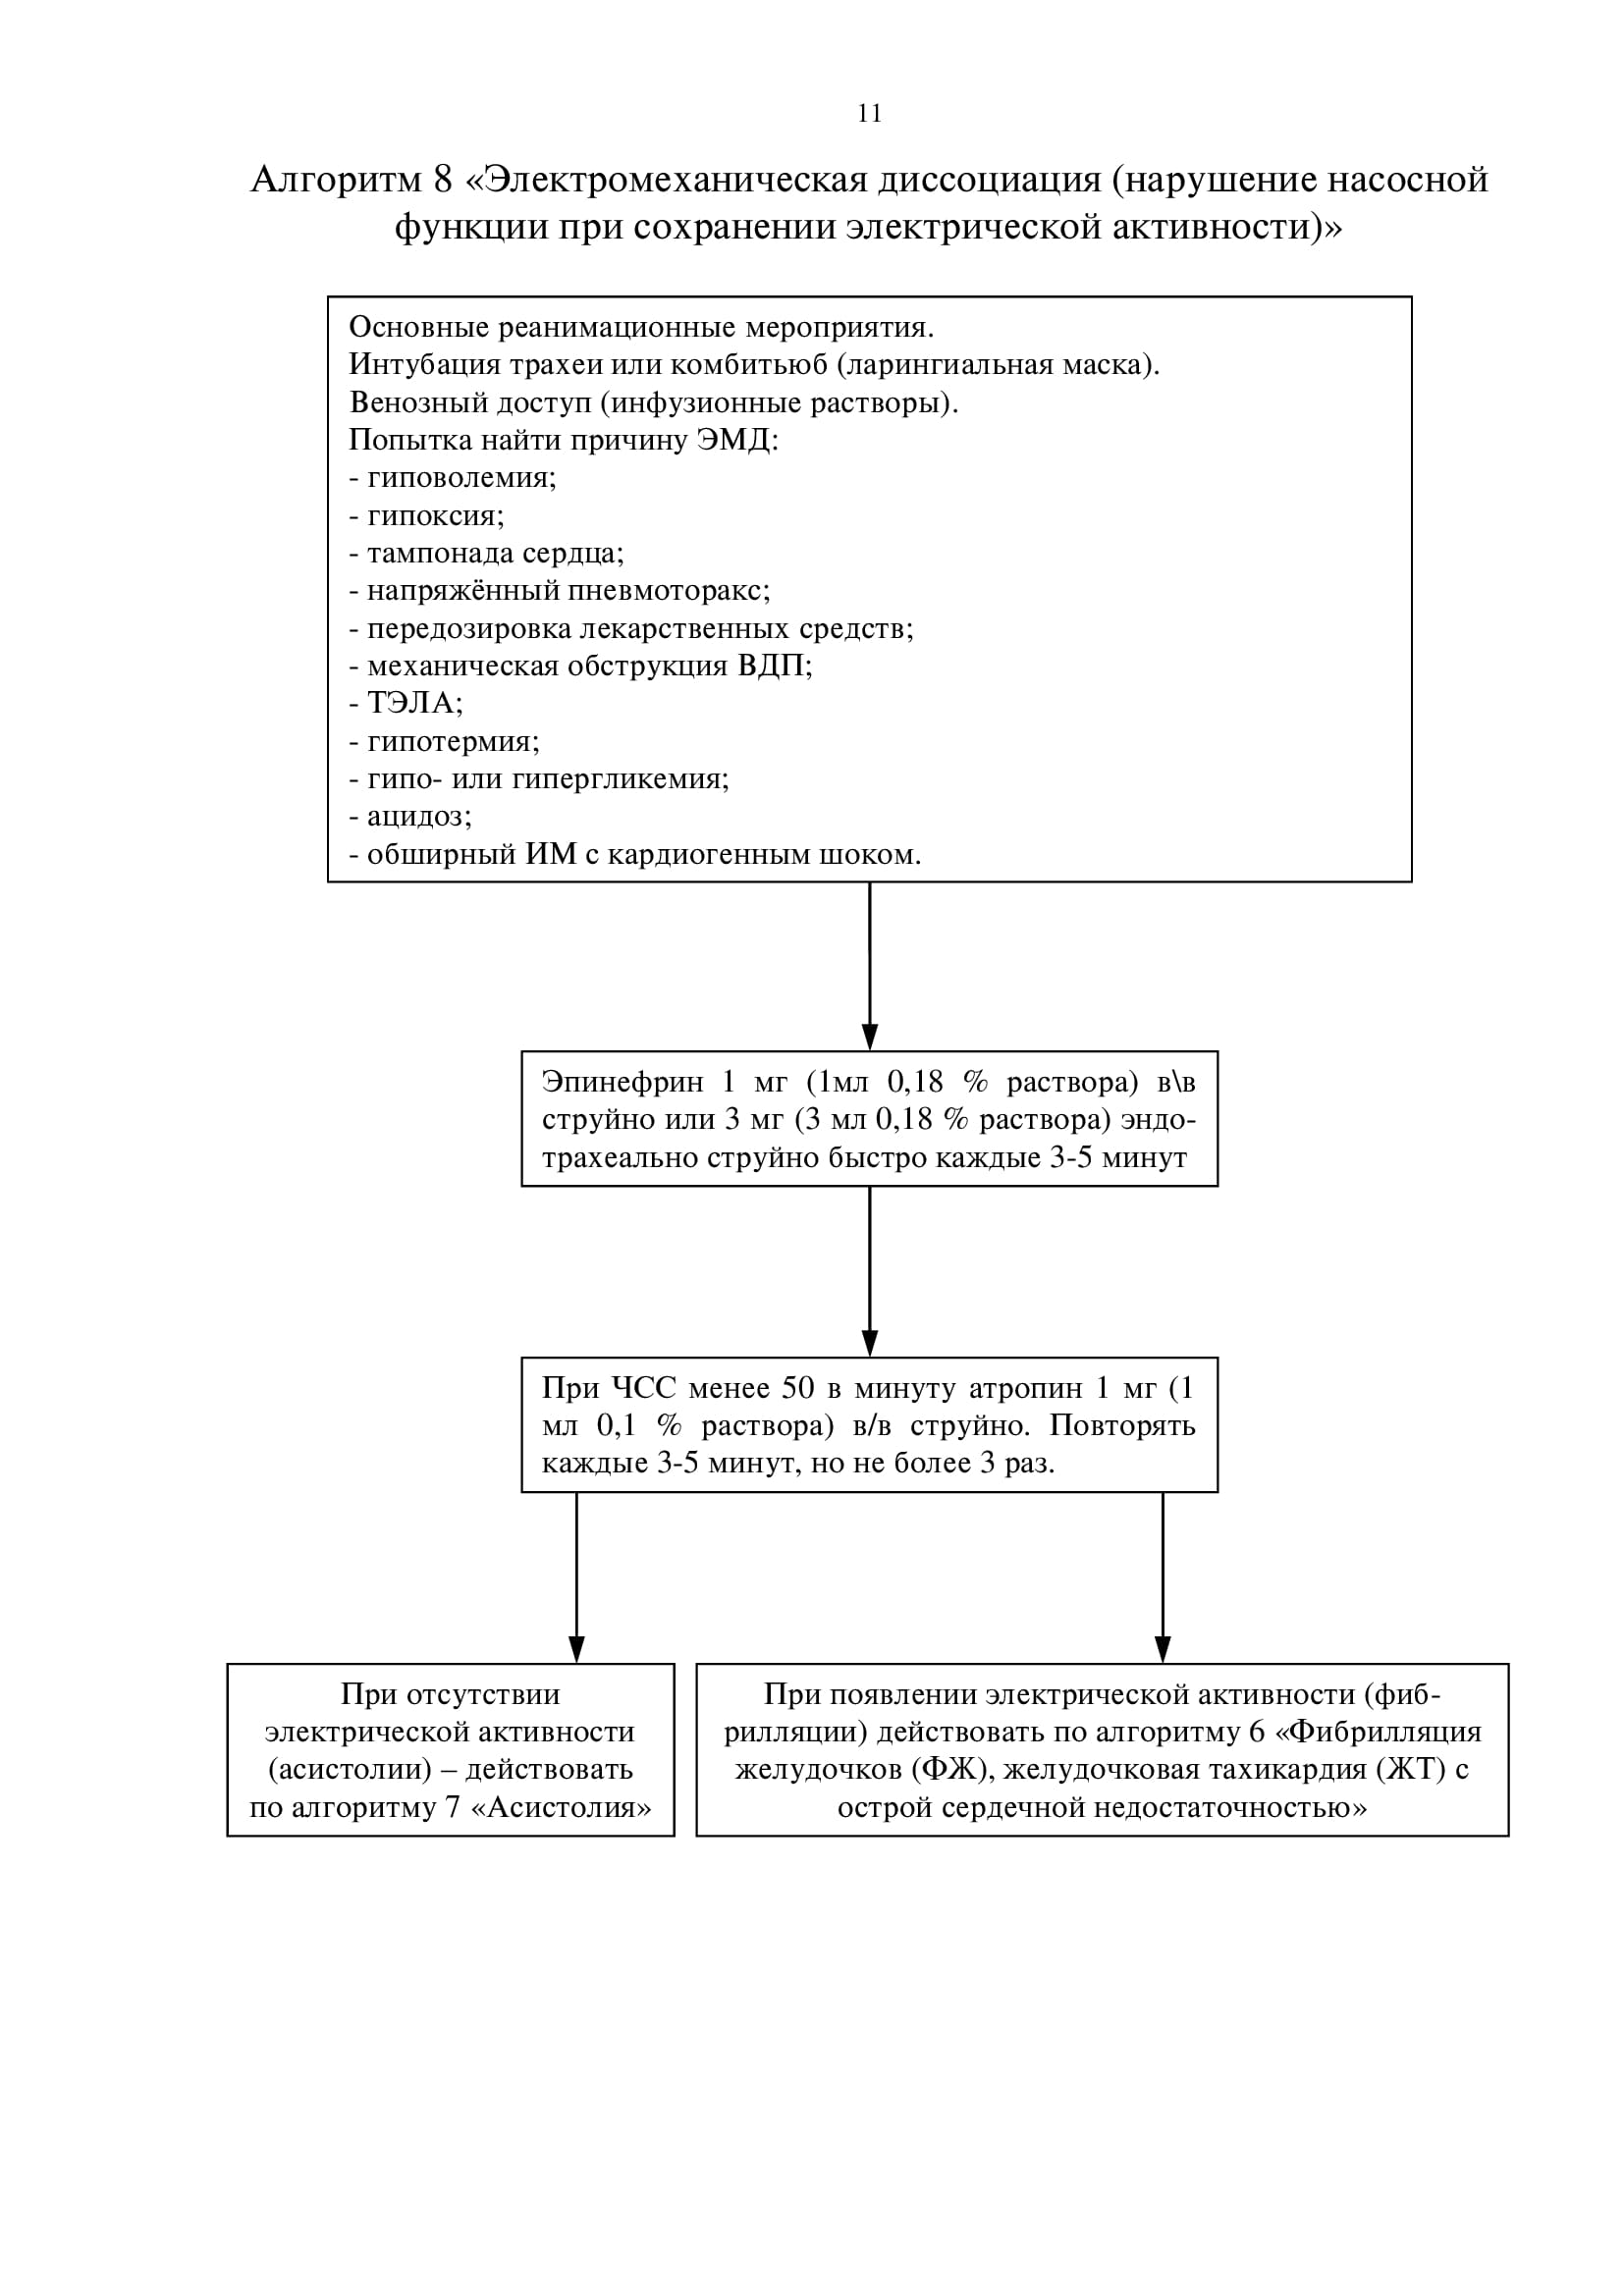 11
Алгоритм 8 «Электромеханическая диссоциация (нарушение насосной
функции при сохранении электрической активности)»
Основные реанимационные мероприятия.
Интубация трахеи или комбитьюб (ларингиальная маска).
Венозный доступ (инфузионные растворы).
Попытка найти причину ЭМД:
- гиповолемия;
- гипоксия;
- тампонада сердца;
- напряжённый пневмоторакс;
- передозировка лекарственных средств;
- механическая обструкция ВДП;
- ТЭЛА;
- гипотермия;
- гипо- или гипергликемия;
- ацидоз;
- обширный ИМ с кардиогенным шоком.
Эпинефрин 1 мг (1мл 0,18 % раствора) в\в
струйно или 3 мг (3 мл 0,18 % раствора) эндо-
трахеально струйно быстро каждые 3-5 минут
При ЧСС менее 50 в минуту атропин 1 мг (1
мл 0,1 % раствора) в/в струйно. Повторять
каждые 3-5 минут, но не более 3 раз.
При отсутствии
электрической активности
(асистолии) – действовать
по алгоритму 7 «Асистолия»
При появлении электрической активности (фиб-
рилляции) действовать по алгоритму 6 «Фибрилляция
желудочков (ФЖ), желудочковая тахикардия (ЖТ) с
острой сердечной недостаточностью»